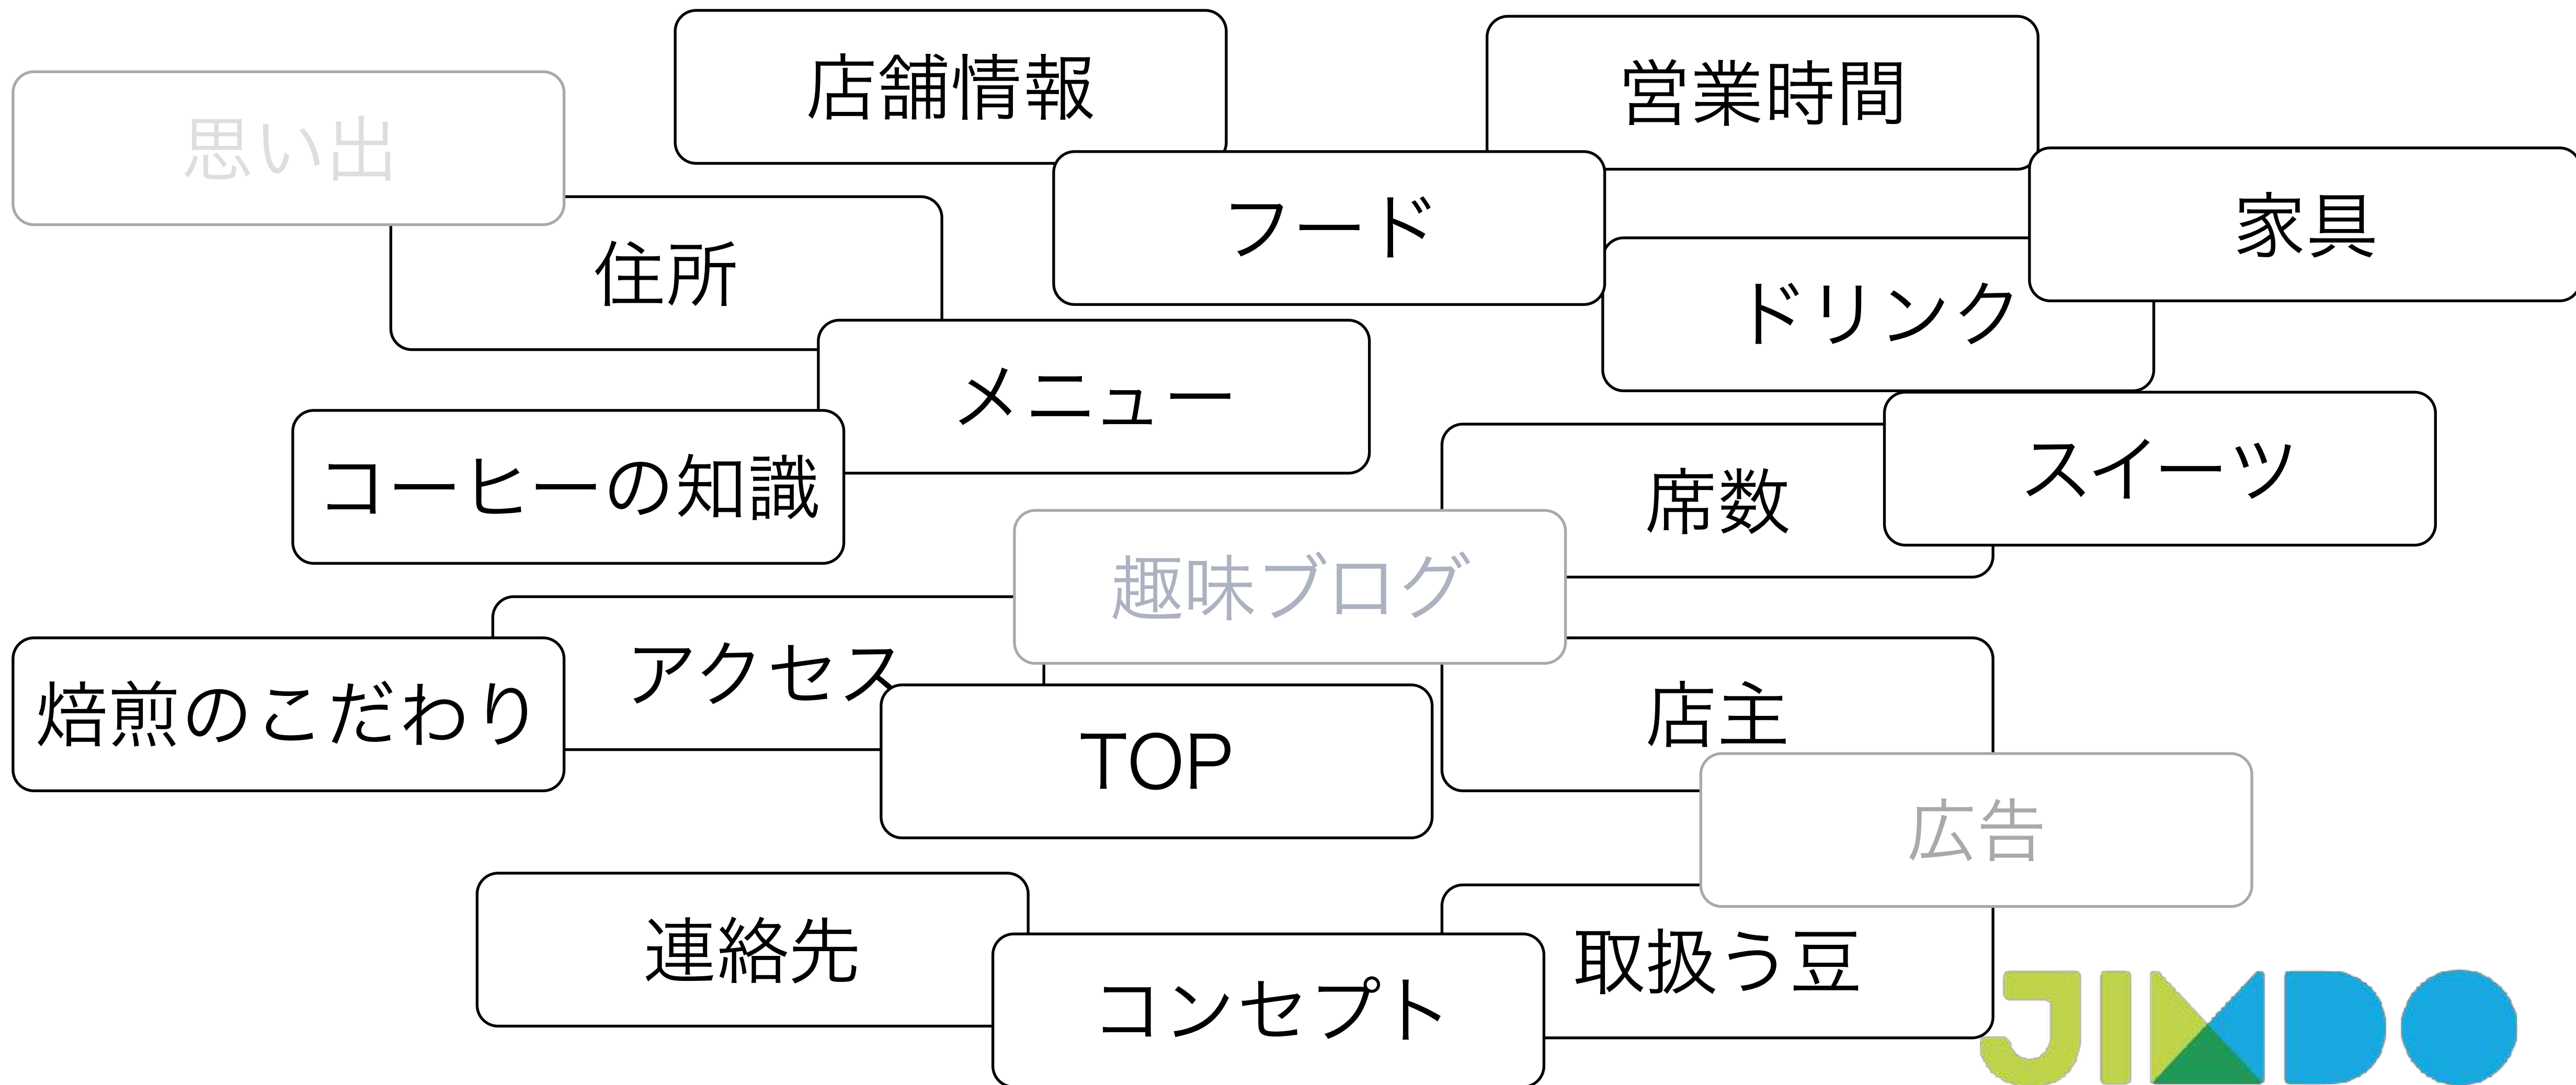 店舗情報
営業時間
思い出
フード
家具
住所
ドリンク
メニュー
コーヒーの知識
スイーツ
席数
趣味ブログ
アクセス
焙煎のこだわり
店主
TOP
広告
連絡先
取扱う豆
コンセプト
JIMDO